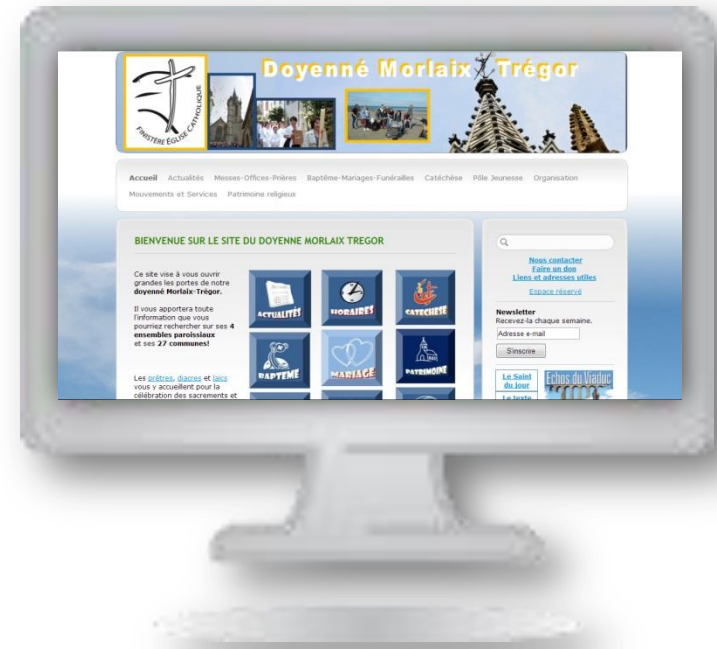 Doyenné Morlaix Trégor
FINISTÈRE ÉGLISE CATHOLIQUE
Accueil Actualités Messes-Offices-Prières Baptême-Mariages-Funérailles Catéchèse Pôle Jeunesse Organisation
Mouvements et Services Patrimoine religieux
BIENVENUE SUR LE SITE DU DOYENNE MORLAIX TREGOR
Ce site vise à vous ouvrir
grandes les portes de notre
doyenné Morlaix-Trégor.
Il vous apportera toute
l'information que vous
pourriez rechercher sur ses 4
ensembles paroissiaux
et ses 27 communes!
Les prêtres, diacres et laïcs
vous y accueillent pour la
célébration des sacrements et
ACTUALITÉS
HORAIRES
CATECHESE
BAPTEME
MARIAGE
PATRIMOINE
Nous contacter
Faire un don
Liens et adresses utiles
Espace réservé
Newsletter
Recevez-la chaque semaine.
Adresse e-mail
S'inscrire
Le Saint
du jour
Le texte
Echos du Viaduc